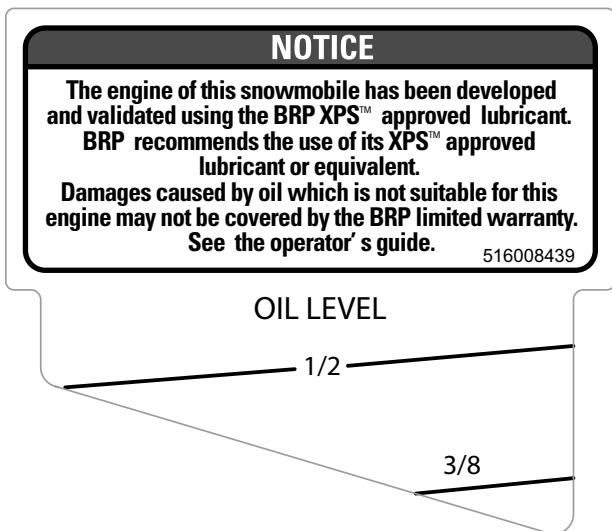 NOTICE
The engine of this snowmobile has been developed
and validated using the BRP XPS™ approved lubricant.
BRP recommends the use of its XPS™ approved
lubricant or equivalent.
Damages caused by oil which is not suitable for this
engine may not be covered by the BRP limited warranty.
See the operator' s guide.
516008439
OIL LEVEL
1/2
3/8